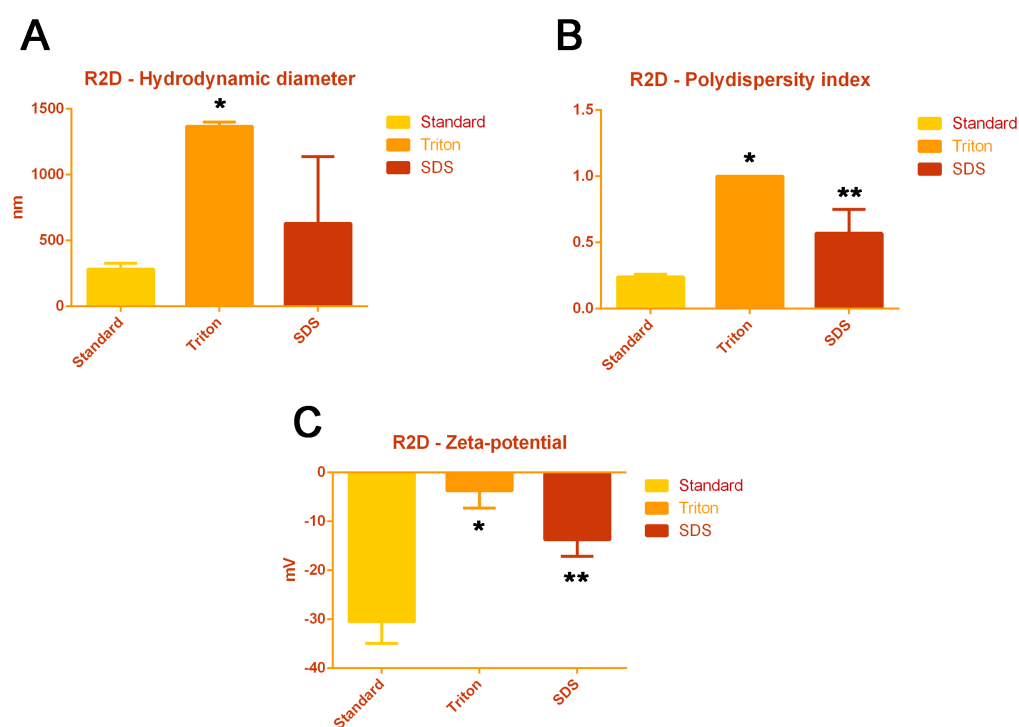 A
R2D - Hydrodynamic diameter
*
1500
1000
500
0
nm
Standard
Triton
SDS
Standard
Triton
SDS
B
R2D - Polydispersity index
*
**
1.5
1.0
0.5
0.0
Standard
Triton
SDS
Standard
Triton
SDS
C
R2D - Zeta-potential
0
-10
-20
-30
-40
mV
*
**
Standard
Triton
SDS
Standard
Triton
SDS